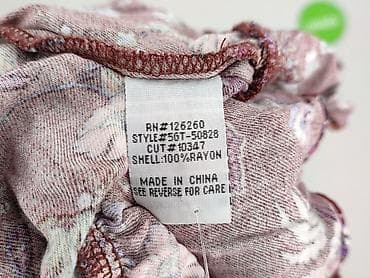 RN#126260
STYLE#5GT-50828
CUT#10347
SHELL:100%RAYON
MADE IN CHINA
SEE REVERSE FOR CARE